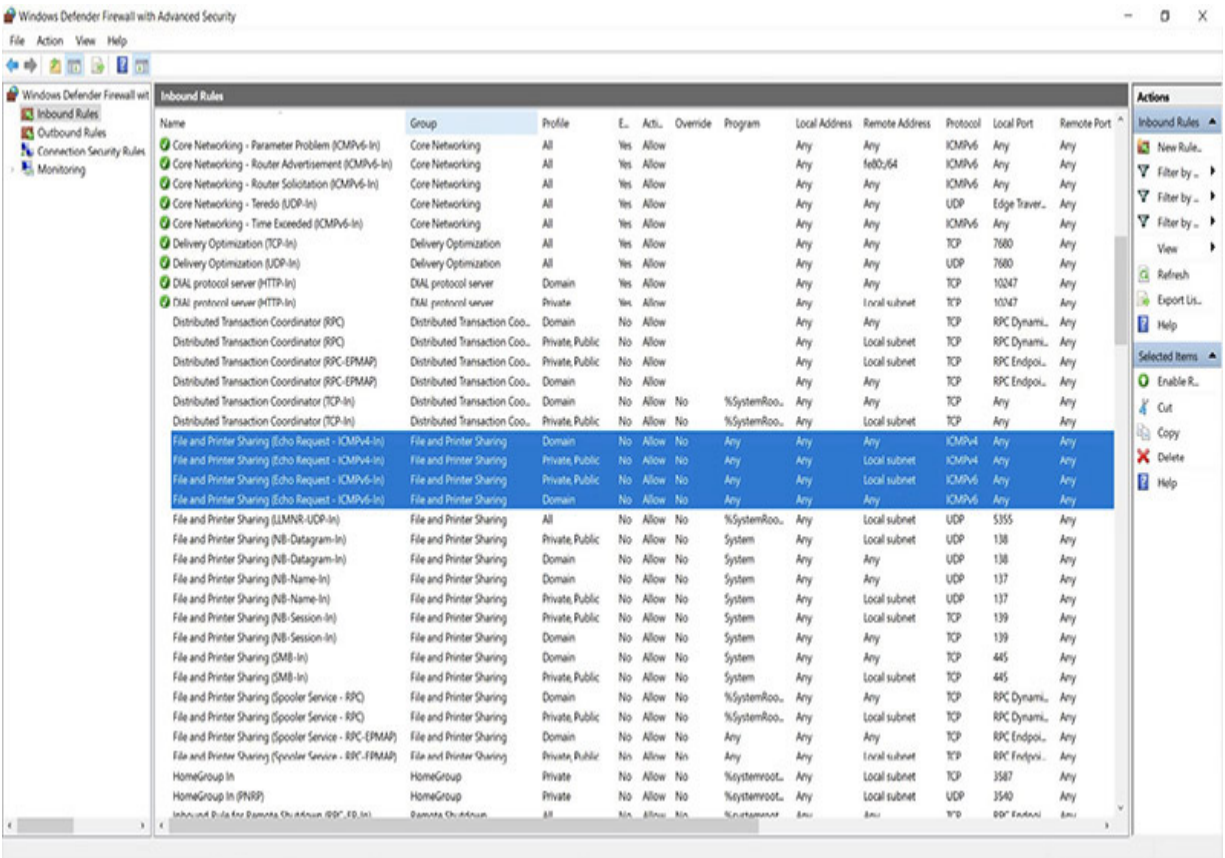 Windows Defender Firewall with Advanced Security
File Action View Help
Windows Defender Firewall wit
Inbound Rules
Outbound Rules
Connection Security Rules
Monitoring
Inbound Rules
Name Group Profile E... Acti... Override Program Local Address Remote Address Protocol Local Port Remote Port
Core Networking - Parameter Problem (ICMPv6-In) Core Networking All Yes Allow Any Any ICMPv6 Any Any
Core Networking - Router Advertisement (ICMPv6-In) Core Networking All Yes Allow Any fe80::/64 ICMPv6 Any Any
Core Networking - Router Solicitation (ICMPv6-In) Core Networking All Yes Allow Any Any ICMPv6 Any Any
Core Networking - Teredo (UDP-In) Core Networking All Yes Allow Any Any UDP Edge Traver... Any
Core Networking - Time Exceeded (ICMPv6-In) Core Networking All Yes Allow Any Any ICMPv6 Any Any
Delivery Optimization (TCP-In) Delivery Optimization All Yes Allow Any Any TCP 7680 Any
Delivery Optimization (UDP-In) Delivery Optimization All Yes Allow Any Any UDP 7680 Any
DIAL protocol server (HTTP-In) DIAL protocol server Domain Yes Allow Any Any TCP 10247 Any
DIAL protocol server (HTTP-In) DIAL protocol server Private Yes Allow Any Local subnet TCP 10247 Any
Distributed Transaction Coordinator (RPC) Distributed Transaction Coo... Domain No Allow Any Any TCP RPC Dynami... Any
Distributed Transaction Coordinator (RPC) Distributed Transaction Coo... Private, Public No Allow Any Local subnet TCP RPC Dynami... Any
Distributed Transaction Coordinator (RPC-EPMAP) Distributed Transaction Coo... Private, Public No Allow Any Local subnet TCP RPC Endpoi... Any
Distributed Transaction Coordinator (RPC-EPMAP) Distributed Transaction Coo... Domain No Allow Any Any TCP RPC Endpoi... Any
Distributed Transaction Coordinator (TCP-In) Distributed Transaction Coo... Domain No Allow No %SystemRoo... Any Any TCP Any Any
Distributed Transaction Coordinator (TCP-In) Distributed Transaction Coo... Private, Public No Allow No %SystemRoo... Any Local subnet TCP Any Any
File and Printer Sharing (Echo Request - ICMPv4-In) File and Printer Sharing Domain No Allow No Any Any Any ICMPv4 Any Any
File and Printer Sharing (Echo Request - ICMPv4-In) File and Printer Sharing Private, Public No Allow No Any Any Local subnet ICMPv4 Any Any
File and Printer Sharing (Echo Request - ICMPv6-In) File and Printer Sharing Private, Public No Allow No Any Any Local subnet ICMPv6 Any Any
File and Printer Sharing (Echo Request - ICMPv6-In) File and Printer Sharing Domain No Allow No Any Any Any ICMPv6 Any Any
File and Printer Sharing (LLMNR-UDP-In) File and Printer Sharing All No Allow No %SystemRoo... Any Local subnet UDP 5355 Any
File and Printer Sharing (NB-Datagram-In) File and Printer Sharing Private, Public No Allow No System Any Local subnet UDP 138 Any
File and Printer Sharing (NB-Datagram-In) File and Printer Sharing Domain No Allow No System Any Any UDP 138 Any
File and Printer Sharing (NB-Name-In) File and Printer Sharing Domain No Allow No System Any Any UDP 137 Any
File and Printer Sharing (NB-Name-In) File and Printer Sharing Private, Public No Allow No System Any Local subnet UDP 137 Any
File and Printer Sharing (NB-Session-In) File and Printer Sharing Private, Public No Allow No System Any Local subnet TCP 139 Any
File and Printer Sharing (NB-Session-In) File and Printer Sharing Domain No Allow No System Any Any TCP 139 Any
File and Printer Sharing (SMB-In) File and Printer Sharing Domain No Allow No System Any Any TCP 445 Any
File and Printer Sharing (SMB-In) File and Printer Sharing Private, Public No Allow No System Any Local subnet TCP 445 Any
File and Printer Sharing (Spooler Service - RPC) File and Printer Sharing Domain No Allow No %SystemRoo... Any Any TCP RPC Dynami... Any
File and Printer Sharing (Spooler Service - RPC) File and Printer Sharing Private, Public No Allow No %SystemRoo... Any Local subnet TCP RPC Dynami... Any
File and Printer Sharing (Spooler Service - RPC-EPMAP) File and Printer Sharing Domain No Allow No Any Any Any TCP RPC Endpoi... Any
File and Printer Sharing (Spooler Service - RPC-EPMAP) File and Printer Sharing Private, Public No Allow No Any Any Local subnet TCP RPC Endpoi... Any
HomeGroup In HomeGroup Private No Allow No %systemroot... Any Local subnet TCP 3587 Any
HomeGroup In (PNRP) HomeGroup Private No Allow No %systemroot... Any Local subnet UDP 3540 Any
Inbound Rule for Remote Shutdown (RPC-EP-In) Remote Shutdown All No Allow No %systemroot... Any Any TCP RPC Endpoi... Any
Actions
Inbound Rules
New Rule...
Filter by ...
Filter by ...
Filter by ...
View
Refresh
Export Lis...
Help
Selected Items
Enable R...
Cut
Copy
Delete
Help